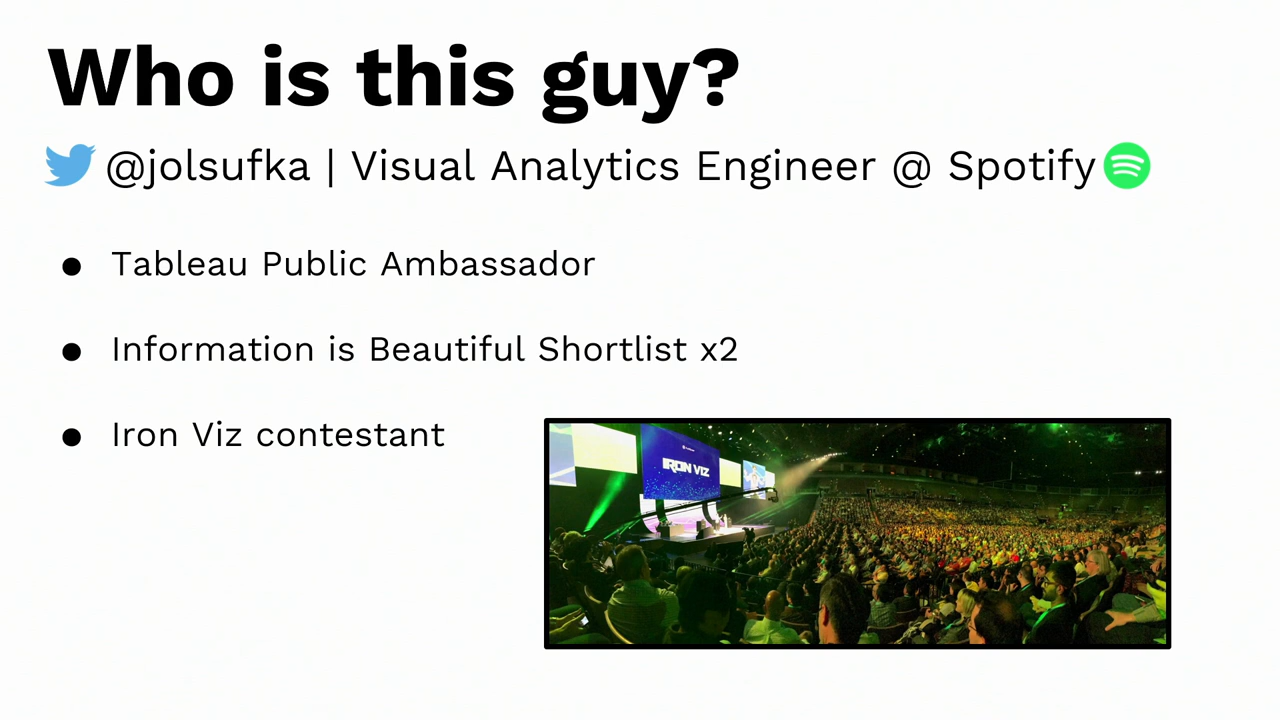 Who is this guy?
@jolsufka | Visual Analytics Engineer @ Spotify
● Tableau Public Ambassador
● Information is Beautiful Shortlist x2
● Iron Viz contestant
IRON VIZ